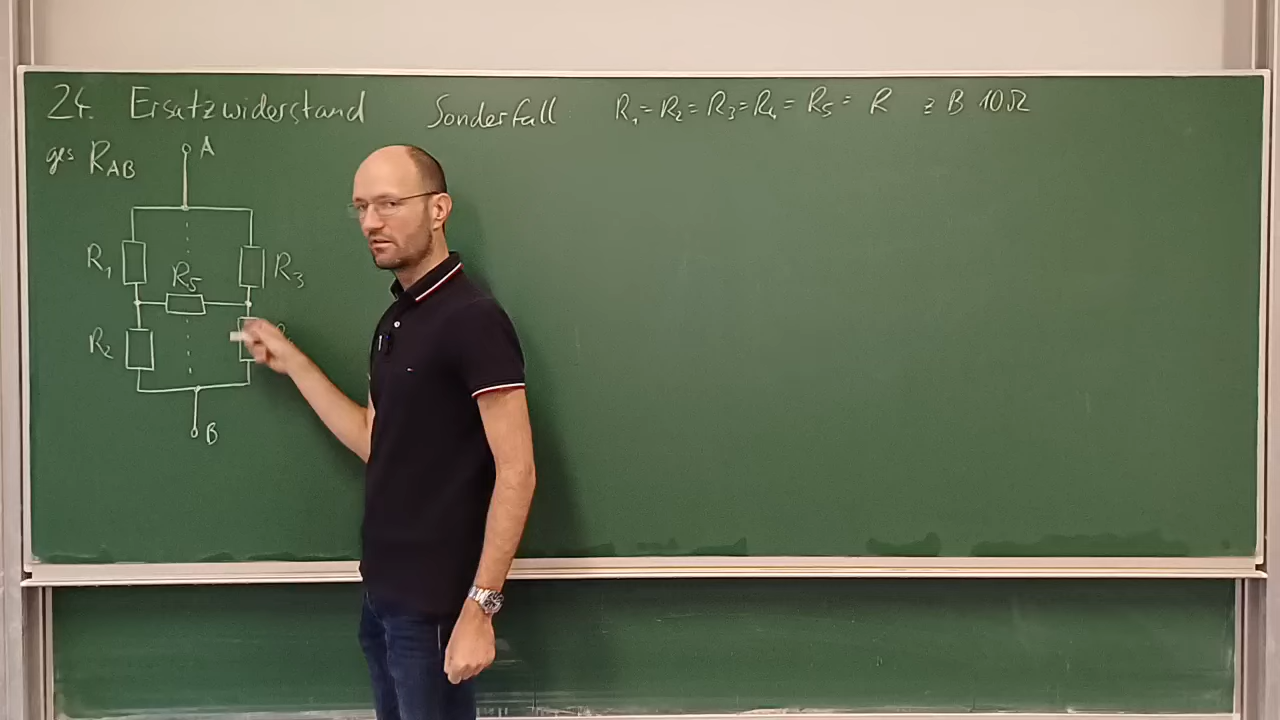 24. Ersatzwiderstand Sonderfall: R₁ = R₂ = R₃ = R₄ = R₅ = R z B 10Ω
ges R_AB
A
R₁
R₅
R₃
R₂
B